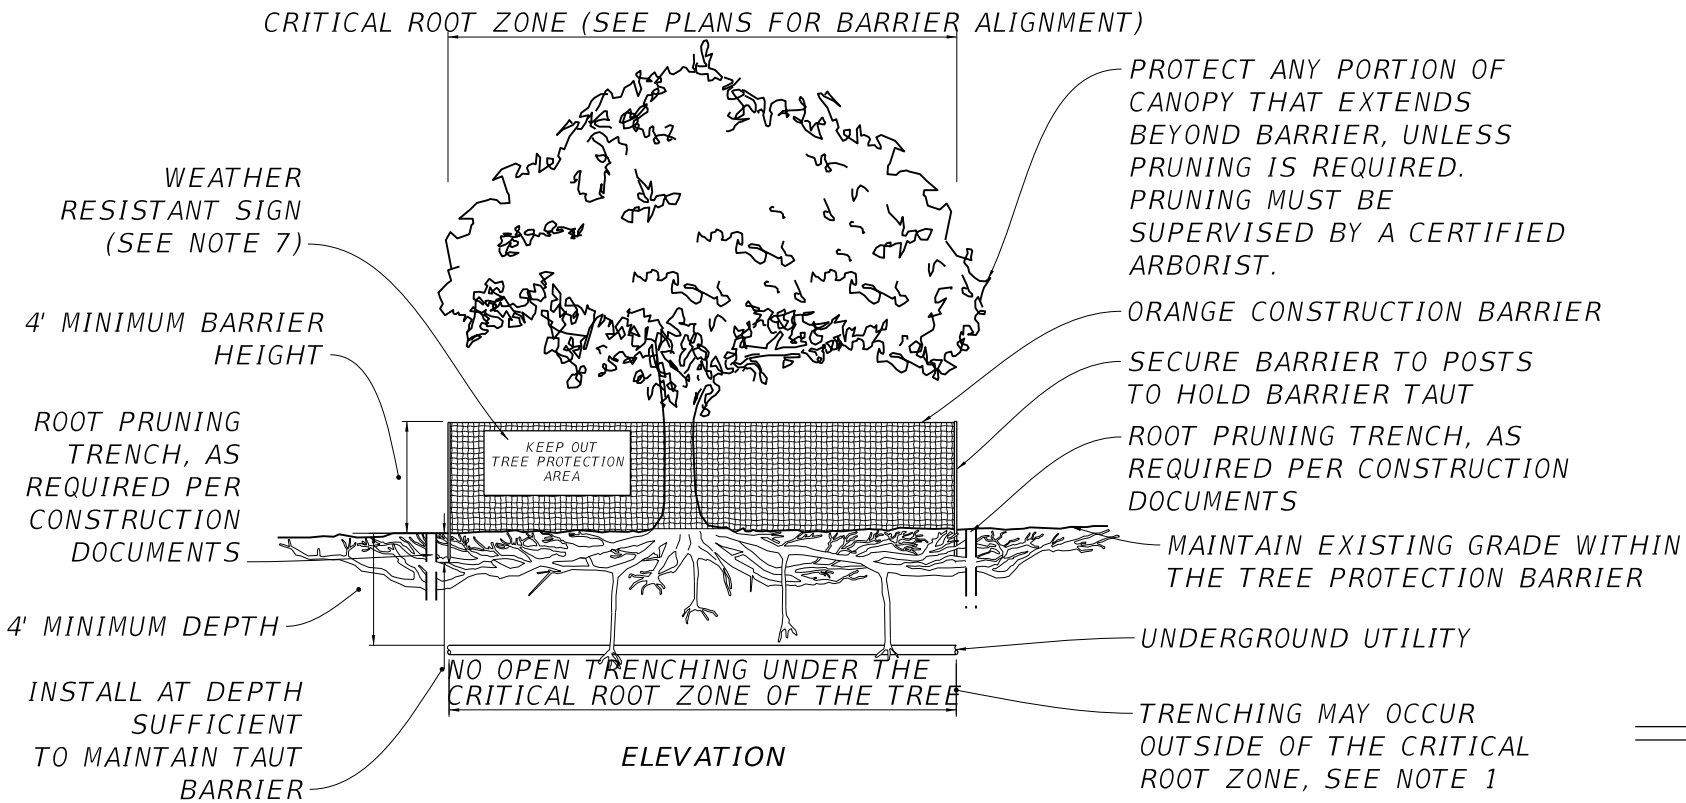 CRITICAL ROOT ZONE (SEE PLANS FOR BARRIER ALIGNMENT)
WEATHER
RESISTANT SIGN
(SEE NOTE 7)
4' MINIMUM BARRIER
HEIGHT
ROOT PRUNING
TRENCH, AS
REQUIRED PER
CONSTRUCTION
DOCUMENTS
4' MINIMUM DEPTH
INSTALL AT DEPTH
SUFFICIENT
TO MAINTAIN TAUT
BARRIER
KEEP OUT
TREE PROTECTION
AREA
NO OPEN TRENCHING UNDER THE
CRITICAL ROOT ZONE OF THE TREE
ELEVATION
PROTECT ANY PORTION OF
CANOPY THAT EXTENDS
BEYOND BARRIER, UNLESS
PRUNING IS REQUIRED.
PRUNING MUST BE
SUPERVISED BY A CERTIFIED
ARBORIST.
ORANGE CONSTRUCTION BARRIER
SECURE BARRIER TO POSTS
TO HOLD BARRIER TAUT
ROOT PRUNING TRENCH, AS
REQUIRED PER CONSTRUCTION
DOCUMENTS
MAINTAIN EXISTING GRADE WITHIN
THE TREE PROTECTION BARRIER
UNDERGROUND UTILITY
TRENCHING MAY OCCUR
OUTSIDE OF THE CRITICAL
ROOT ZONE, SEE NOTE 1